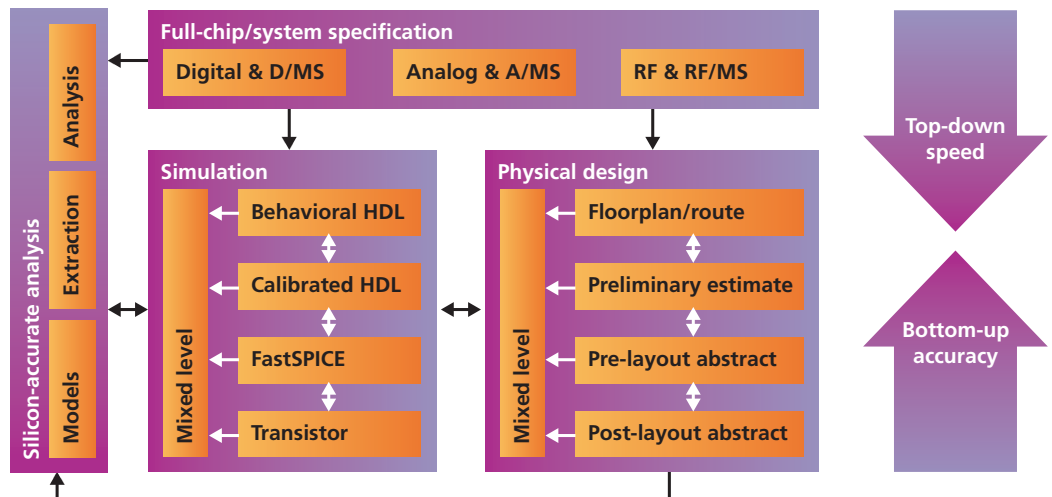 Full-chip/system specification
Digital & D/MS
Analog & A/MS
RF & RF/MS
Silicon-accurate analysis
Analysis
Extraction
Models
Simulation
Mixed level
Behavioral HDL
Calibrated HDL
FastSPICE
Transistor
Physical design
Mixed level
Floorplan/route
Preliminary estimate
Pre-layout abstract
Post-layout abstract
Top-down
speed
Bottom-up
accuracy